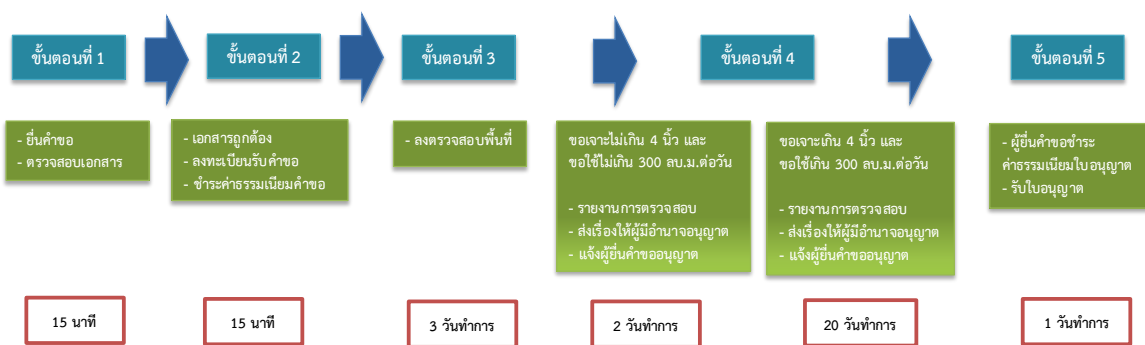 ขั้นตอนที่ 1
ขั้นตอนที่ 2
ขั้นตอนที่ 3
ขั้นตอนที่ 4
ขั้นตอนที่ 5
- ยื่นคำขอ
- ตรวจสอบเอกสาร
- เอกสารถูกต้อง
- ลงทะเบียนรับคำขอ
- ชำระค่าธรรมเนียมคำขอ
- ลงตรวจสอบพื้นที่
ขอเจาะไม่เกิน 4 นิ้ว และ
ขอใช้ไม่เกิน 300 ลบ.ม.ต่อวัน
- รายงานการตรวจสอบ
- ส่งเรื่องให้ผู้มีอำนาจอนุญาต
- แจ้งผู้ยื่นคำขออนุญาต
ขอเจาะเกิน 4 นิ้ว และ
ขอใช้เกิน 300 ลบ.ม.ต่อวัน
- รายงานการตรวจสอบ
- ส่งเรื่องให้ผู้มีอำนาจอนุญาต
- แจ้งผู้ยื่นคำขออนุญาต
- ผู้ยื่นคำขอชำระ
ค่าธรรมเนียมใบอนุญาต
- รับใบอนุญาต
15 นาที
15 นาที
3 วันทำการ
2 วันทำการ
20 วันทำการ
1 วันทำการ